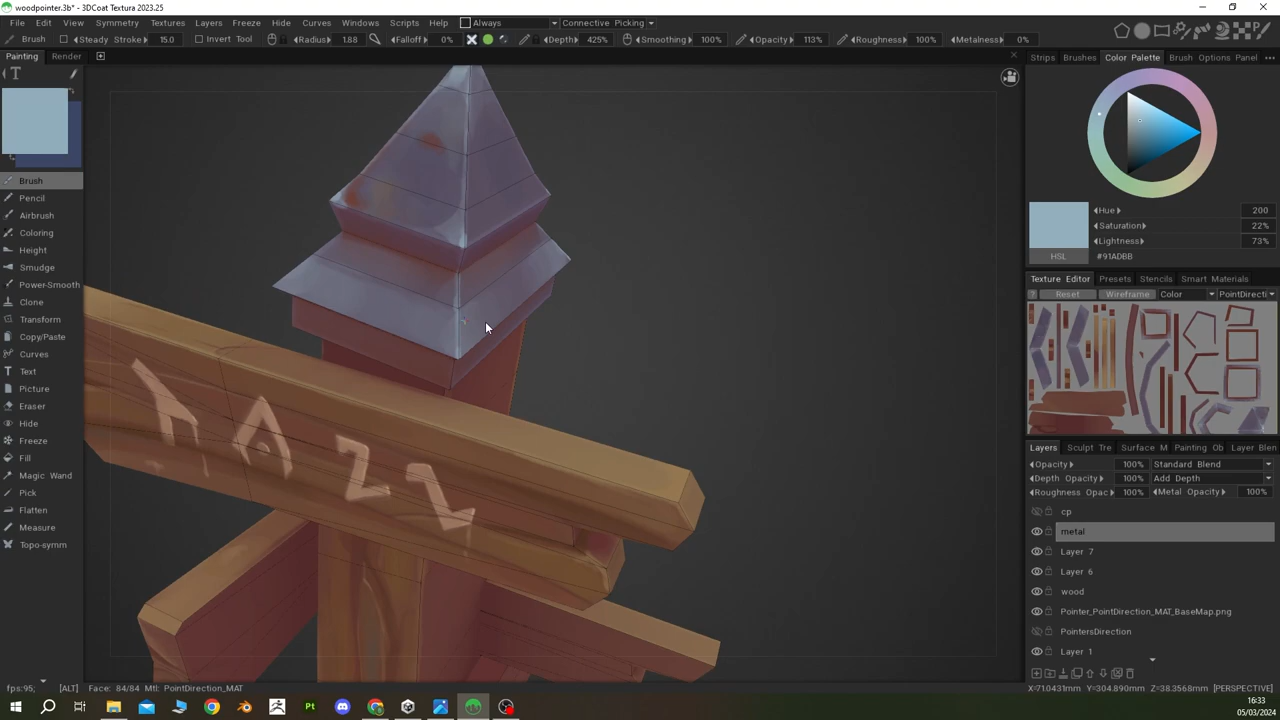 woodpointer.3b* - 3DCoat Textura 2023.25
File Edit View Symmetry Textures Layers Freeze Hide Curves Windows Scripts Help Always Connective Picking
Brush Steady Stroke 15.0 Invert Tool Radius 1.88 Falloff 0% Depth 425% Smoothing 100% Opacity 113% Roughness 100% Metalness 0%
Painting Render
Strips Brushes Color Palette Brush Options Panel
Brush
Pencil
Airbrush
Coloring
Height
Smudge
Power-Smooth
Clone
Transform
Copy/Paste
Curves
Text
Picture
Eraser
Hide
Freeze
Fill
Magic Wand
Pick
Flatten
Measure
Topo-symm
Hue 200
Saturation 22%
Lightness 73%
HSL #91ADBB
Texture Editor Presets Stencils Smart Materials
? Reset Wireframe Color PointDirecti
Layers Sculpt Tre Surface M Painting Ob Layer Blen
Opacity 100% Standard Blend
Depth Opacity 100% Add Depth
Roughness Opac 100% Metal Opacity 100%
cp
metal
Layer 7
Layer 6
wood
Pointer_PointDirection_MAT_BaseMap.png
PointersDirection
Layer 1
fps:95; [ALT] Face: 84/84 Mtl: PointDirection_MAT
X=71.0431mm Y=304.890mm Z=38.3568mm [PERSPECTIVE]
Pt
16:33
05/03/2024